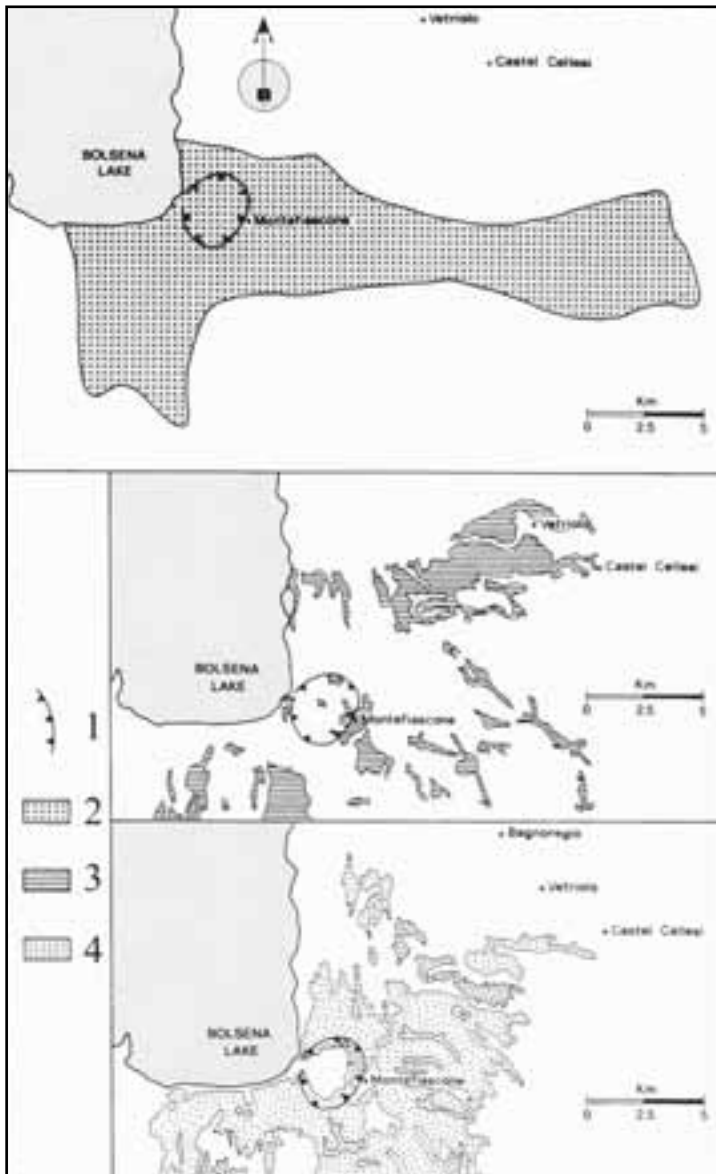 Vetriolo
Castel Cellesi
BOLSENA
LAKE
Montefiascone
Km
0 2.5 5
Vetriolo
Castel Cellesi
BOLSENA
LAKE
Montefiascone
Km
0 2.5 5
1
2
3
4
Bagnoregio
Vetriolo
Castel Cellesi
BOLSENA
LAKE
Montefiascone
Km
0 2.5 5